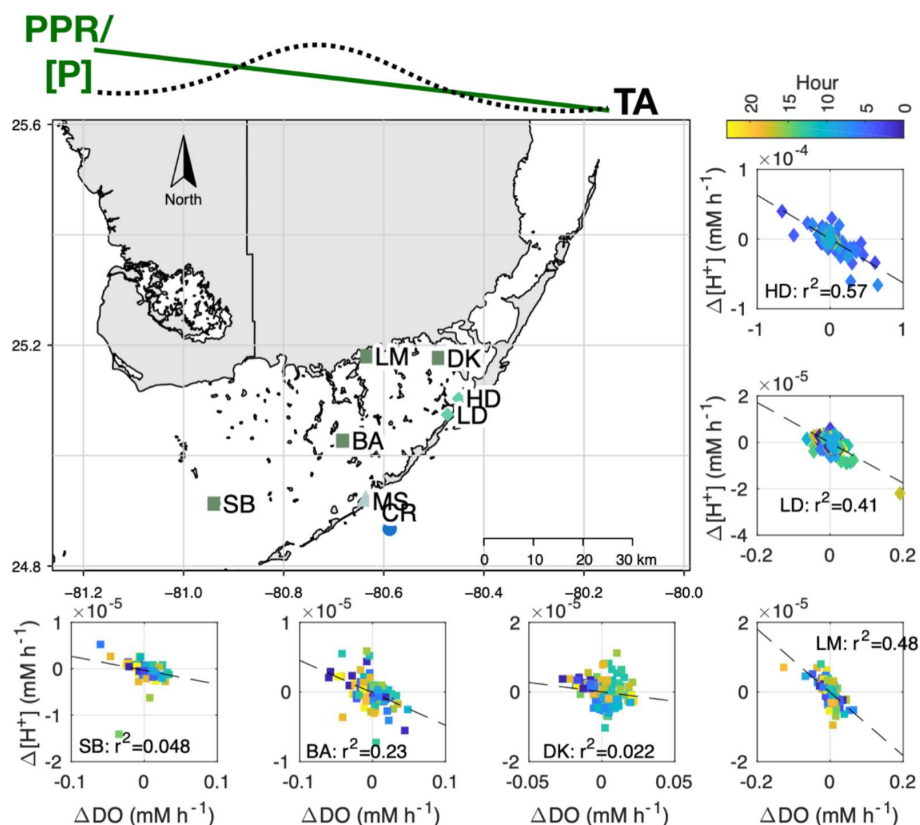 PPR/
[P]
TA
Hour
20 15 10 5 0
25.6
25.2
24.8
North
LM
DK
HD
LD
BA
SB
MS
CR
0 10 20 30 km
−81.2 −81.0 −80.8 −80.6 −80.4 −80.2 −80.0
×10⁻⁴
Δ[H⁺] (mM h⁻¹)
1
0
-1
HD: r²=0.57
-1 0 1
×10⁻⁵
Δ[H⁺] (mM h⁻¹)
2
0
-2
-4
LD: r²=0.41
-0.2 0 0.2
×10⁻⁵
Δ[H⁺] (mM h⁻¹)
1
0
-1
-2
SB: r²=0.048
-0.1 0 0.1
ΔDO (mM h⁻¹)
×10⁻⁵
1
0
-1
BA: r²=0.23
-0.1 0 0.1
ΔDO (mM h⁻¹)
×10⁻⁵
2
0
-2
DK: r²=0.022
-0.05 0 0.05
ΔDO (mM h⁻¹)
×10⁻⁵
2
0
-2
LM: r²=0.48
-0.2 0 0.2
ΔDO (mM h⁻¹)